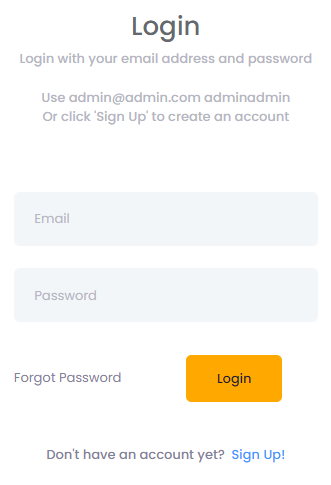 Login
Login with your email address and password
Use admin@admin.com adminadmin
Or click 'Sign Up' to create an account
Email
Password
Forgot Password
Login
Don't have an account yet? Sign Up!